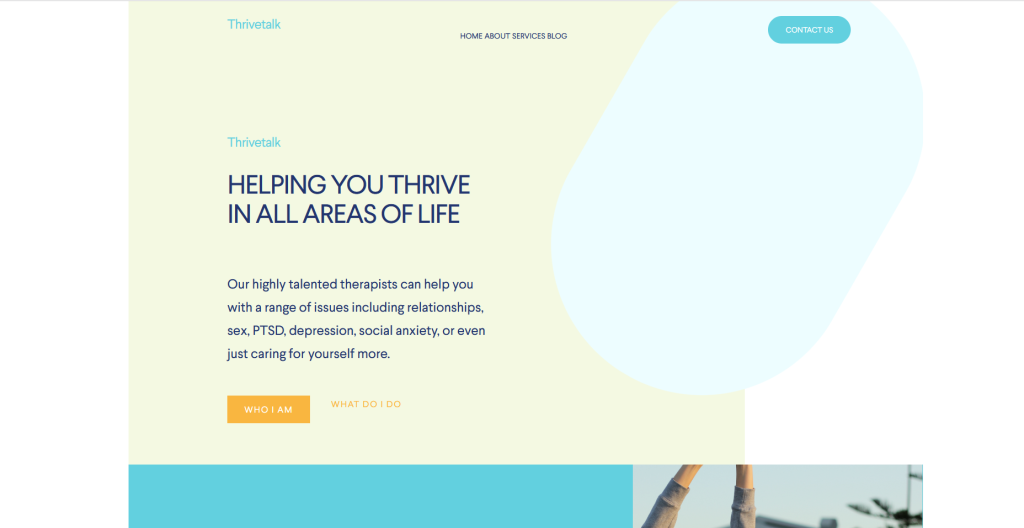 Thrivetalk
HOME ABOUT SERVICES BLOG
CONTACT US
Thrivetalk
HELPING YOU THRIVE
IN ALL AREAS OF LIFE
Our highly talented therapists can help you
with a range of issues including relationships,
sex, PTSD, depression, social anxiety, or even
just caring for yourself more.
WHO I AM
WHAT DO I DO